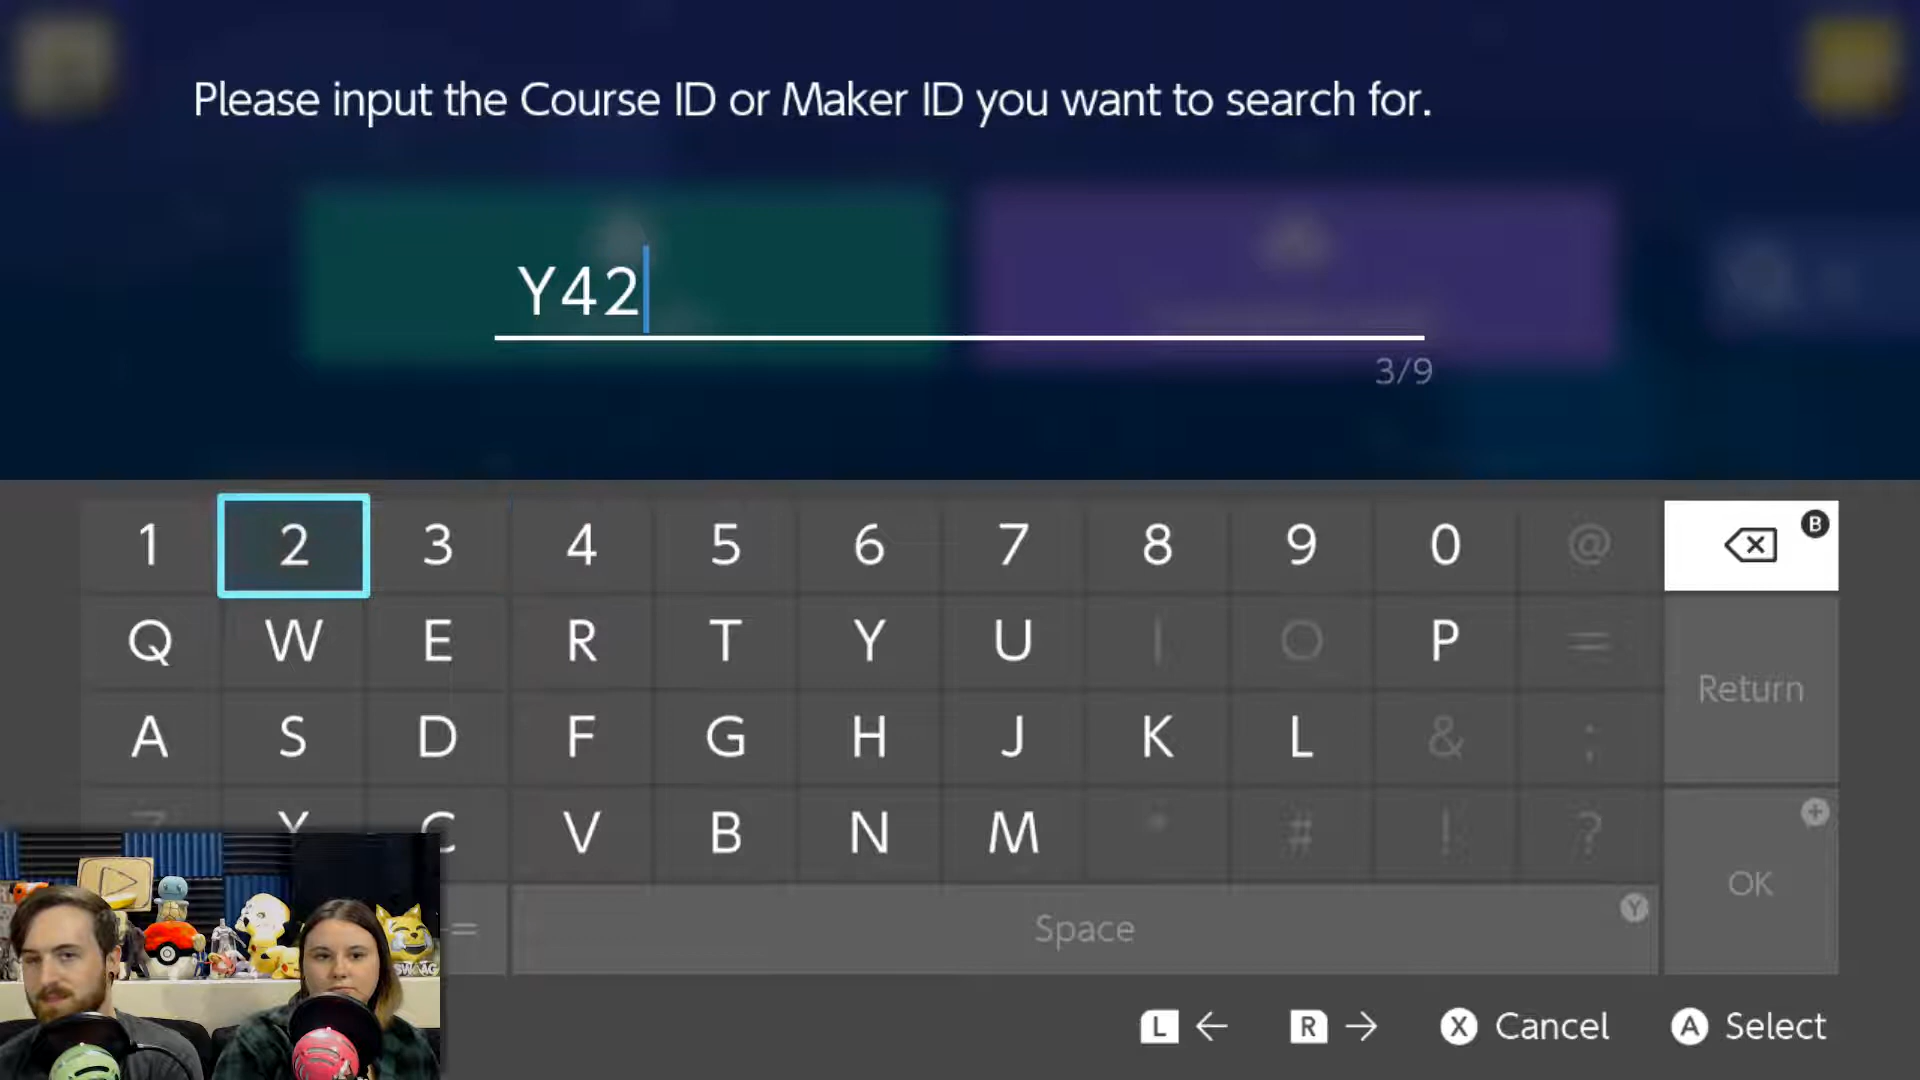 Please input the Course ID or Maker ID you want to search for.
Y42
3/9
1 2 3 4 5 6 7 8 9 0 @ B
Q W E R T Y U I O P = Return
A S D F G H J K L & ;
Z X C V B N M * # ! ? + OK
= Space Y
SWAG
L ← R → X Cancel A Select